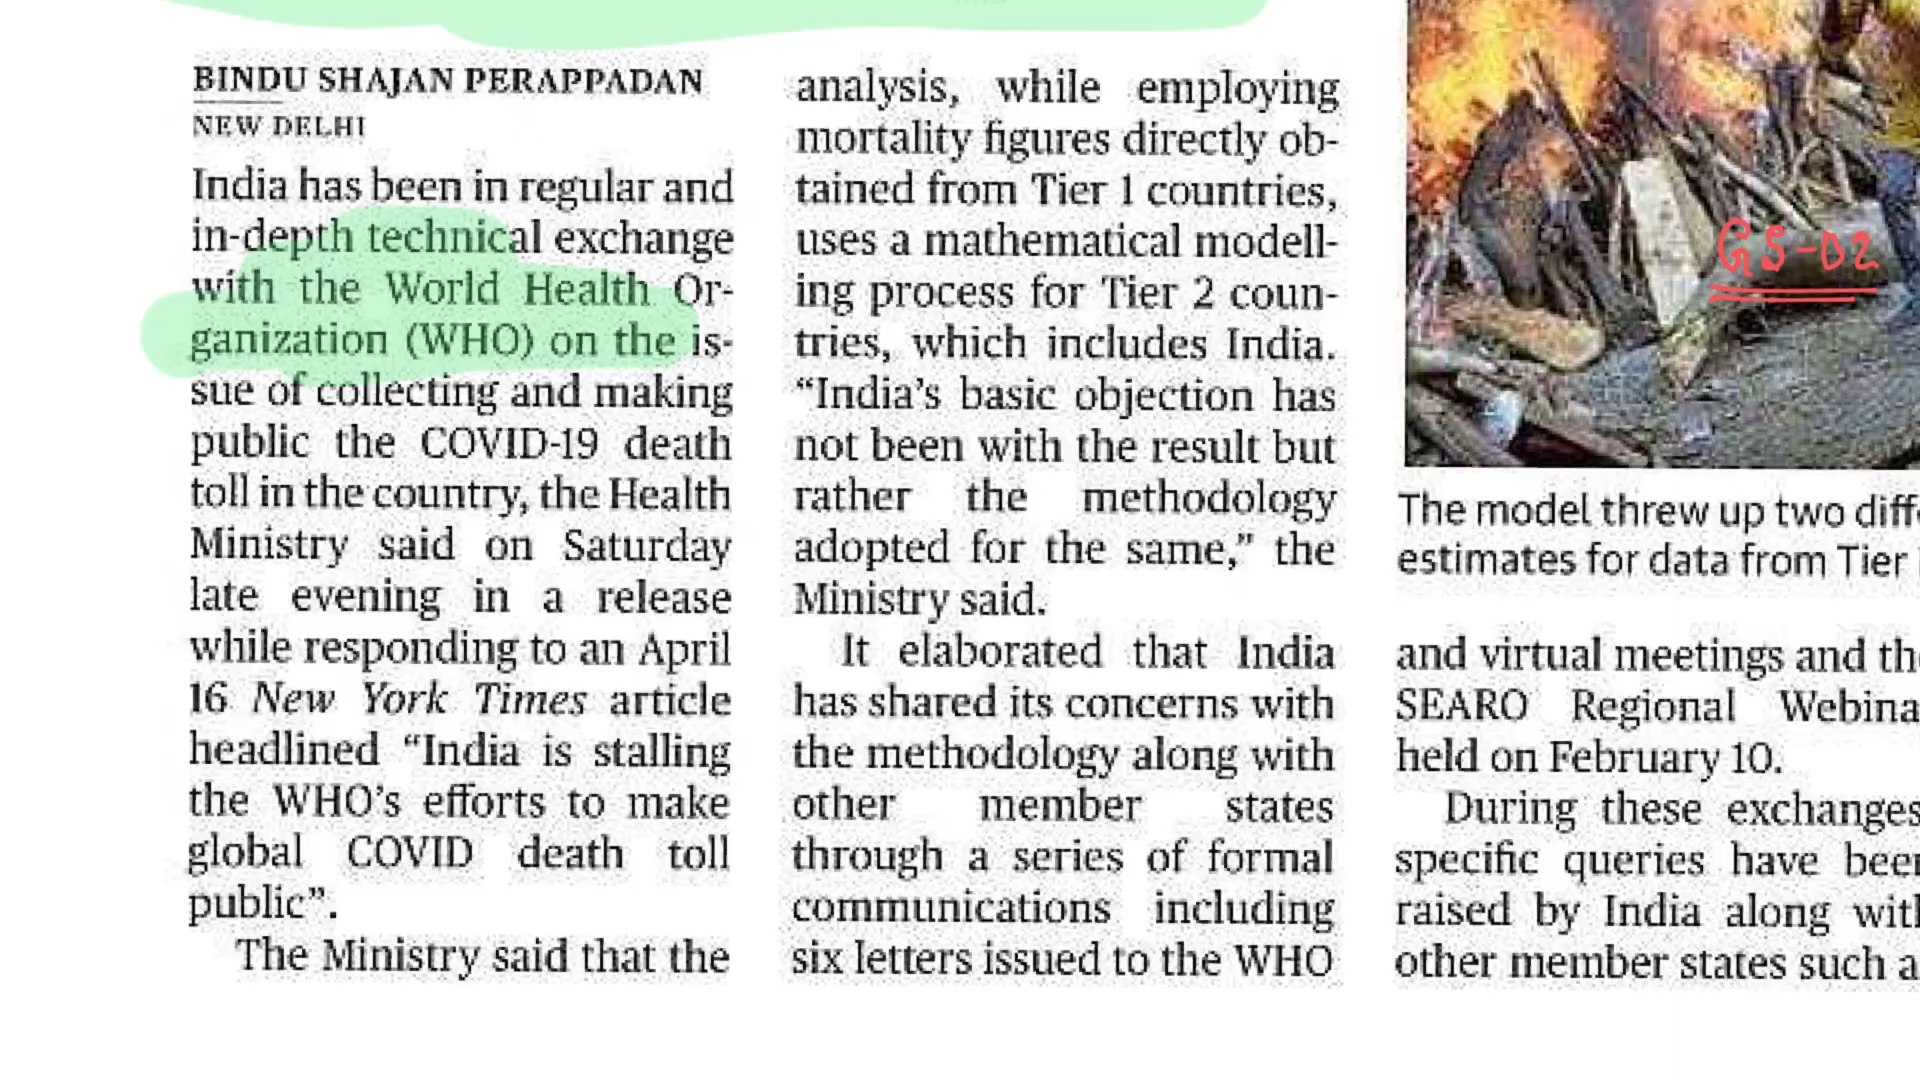 BINDU SHAJAN PERAPPADAN
NEW DELHI
India has been in regular and
in-depth technical exchange
with the World Health Or-
ganization (WHO) on the is-
sue of collecting and making
public the COVID-19 death
toll in the country, the Health
Ministry said on Saturday
late evening in a release
while responding to an April
16 New York Times article
headlined “India is stalling
the WHO’s efforts to make
global COVID death toll
public”.
The Ministry said that the
analysis, while employing
mortality figures directly ob-
tained from Tier 1 countries,
uses a mathematical modell-
ing process for Tier 2 coun-
tries, which includes India.
“India’s basic objection has
not been with the result but
rather the methodology
adopted for the same,” the
Ministry said.
It elaborated that India
has shared its concerns with
the methodology along with
other member states
through a series of formal
communications including
six letters issued to the WHO
GS-02
The model threw up two diff
estimates for data from Tier
and virtual meetings and th
SEARO Regional Webina
held on February 10.
During these exchanges
specific queries have been
raised by India along wit
other member states such a